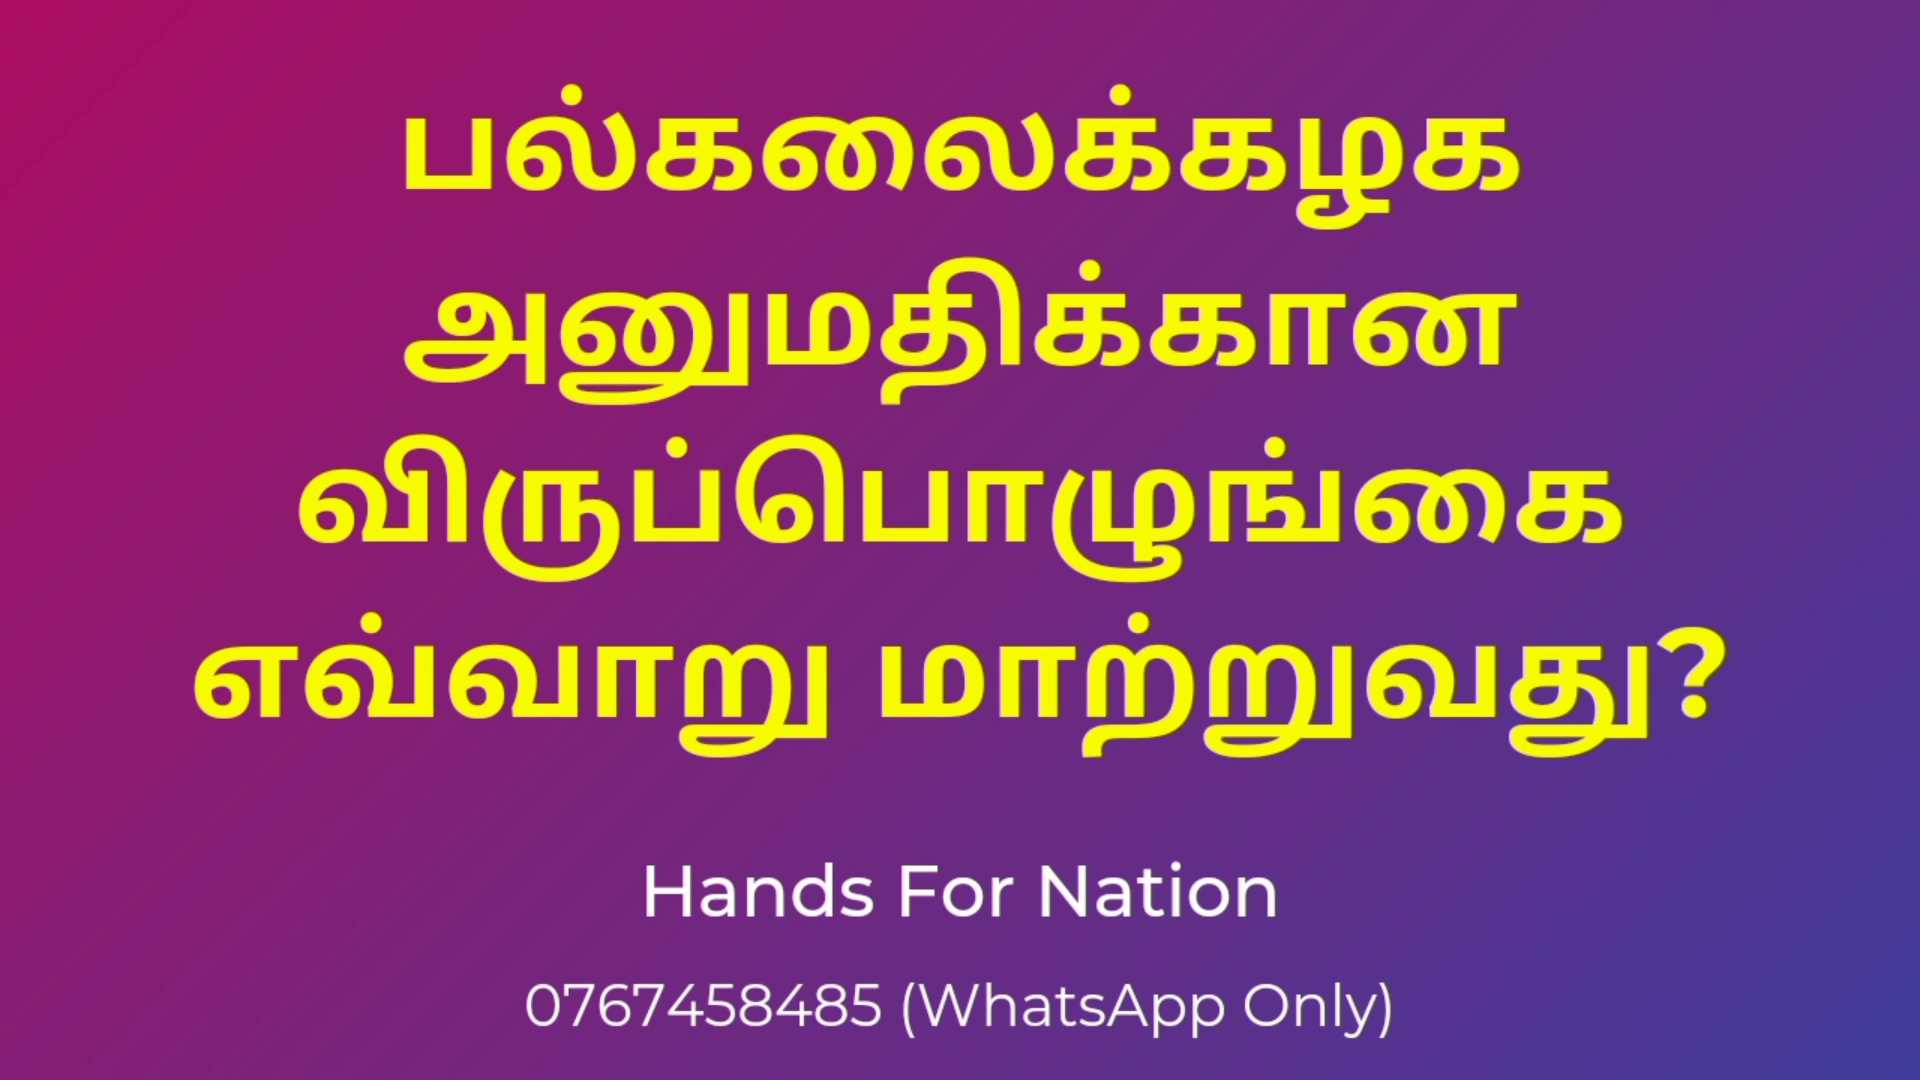 பல்கலைக்கழக
அனுமதிக்கான
விருப்பொழுங்கை
எவ்வாறு மாற்றுவது?
Hands For Nation
0767458485 (WhatsApp Only)